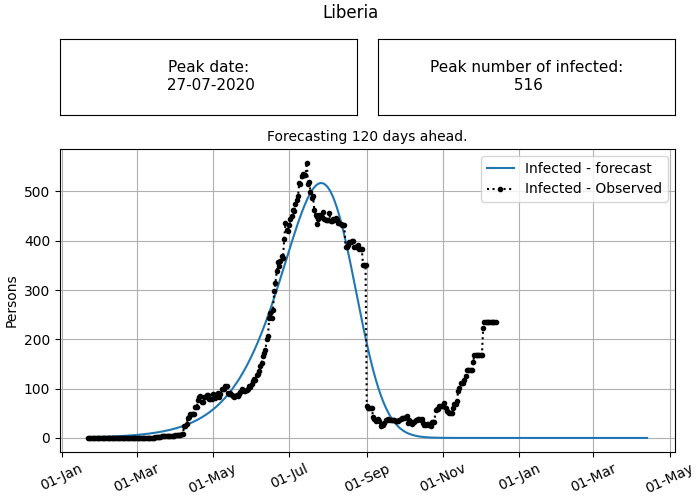 Liberia
Peak date:
27-07-2020
Peak number of infected:
516
Forecasting 120 days ahead.
Infected - forecast
Infected - Observed
Persons
500
400
300
200
100
0
01-Jan
01-Mar
01-May
01-Jul
01-Sep
01-Nov
01-Jan
01-Mar
01-May